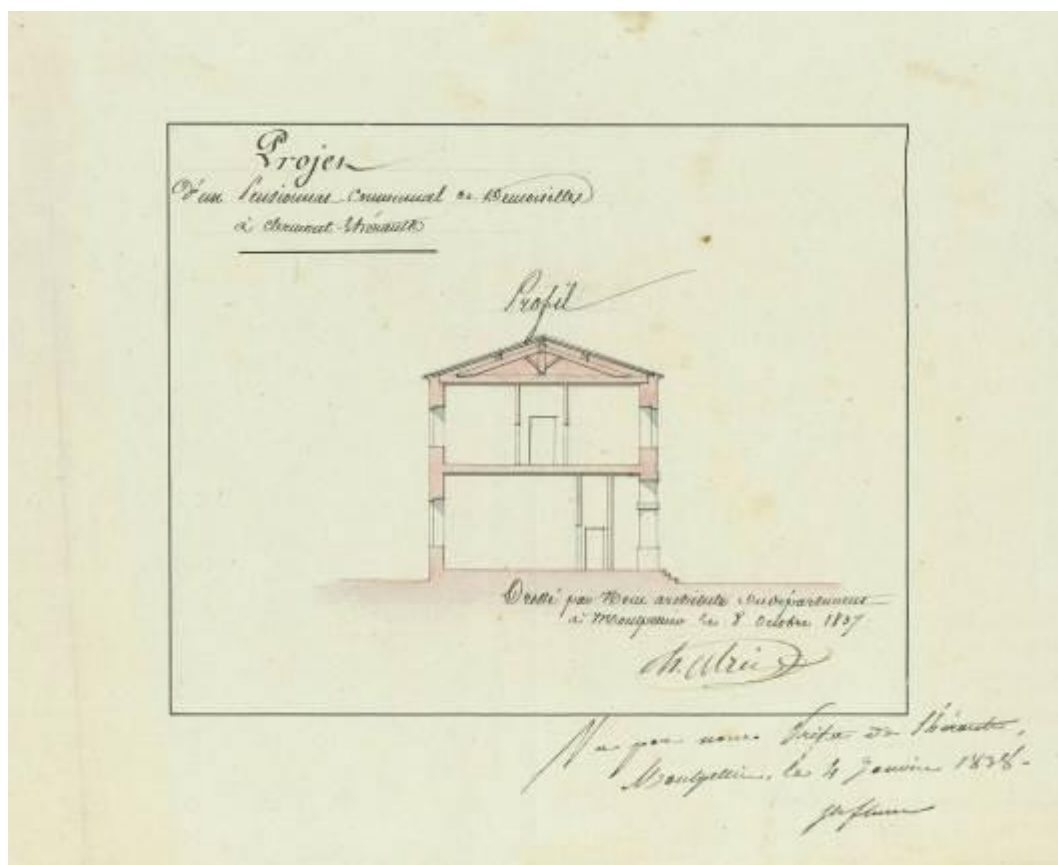 Projet
D'un Pensionnat Communal de Demoiselles
à Clermont-L'hérault
Profil
Dressé par Nous architecte du département
à Montpellier le 8 Octobre 1837
Vu par nous Préfet de l'hérault,
Montpellier, le 4 Janvier 1838.